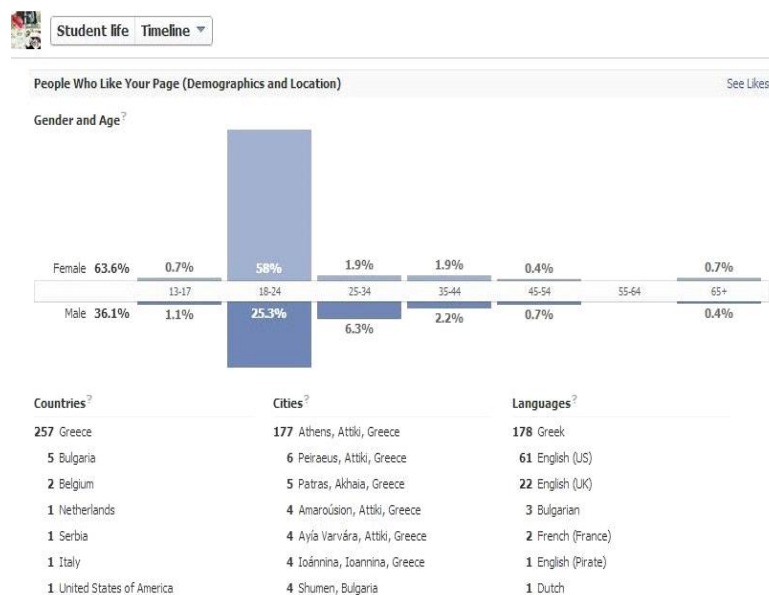 Student life Timeline
People Who Like Your Page (Demographics and Location) See Likes
Gender and Age?
Female 63.6% 0.7% 58% 1.9% 1.9% 0.4% 0.7%
13-17 18-24 25-34 35-44 45-54 55-64 65+
Male 36.1% 1.1% 25.3% 6.3% 2.2% 0.7% 0.4%
Countries?
257 Greece
5 Bulgaria
2 Belgium
1 Netherlands
1 Serbia
1 Italy
1 United States of America
Cities?
177 Athens, Attiki, Greece
6 Peiraeus, Attiki, Greece
5 Patras, Akhaia, Greece
4 Amaroúsion, Attiki, Greece
4 Ayía Varvára, Attiki, Greece
4 Ioánnina, Ioannina, Greece
4 Shumen, Bulgaria
Languages?
178 Greek
61 English (US)
22 English (UK)
3 Bulgarian
2 French (France)
1 English (Pirate)
1 Dutch